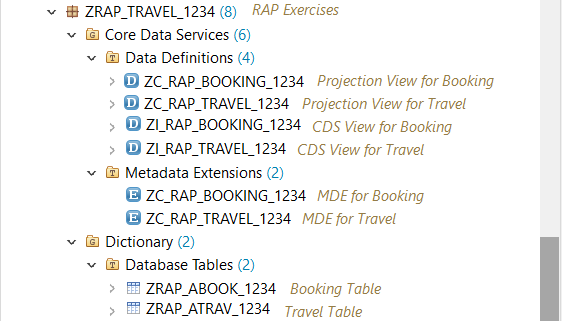 ZRAP_TRAVEL_1234 (8) RAP Exercises
Core Data Services (6)
Data Definitions (4)
ZC_RAP_BOOKING_1234 Projection View for Booking
ZC_RAP_TRAVEL_1234 Projection View for Travel
ZI_RAP_BOOKING_1234 CDS View for Booking
ZI_RAP_TRAVEL_1234 CDS View for Travel
Metadata Extensions (2)
ZC_RAP_BOOKING_1234 MDE for Booking
ZC_RAP_TRAVEL_1234 MDE for Travel
Dictionary (2)
Database Tables (2)
ZRAP_ABOOK_1234 Booking Table
ZRAP_ATRAV_1234 Travel Table